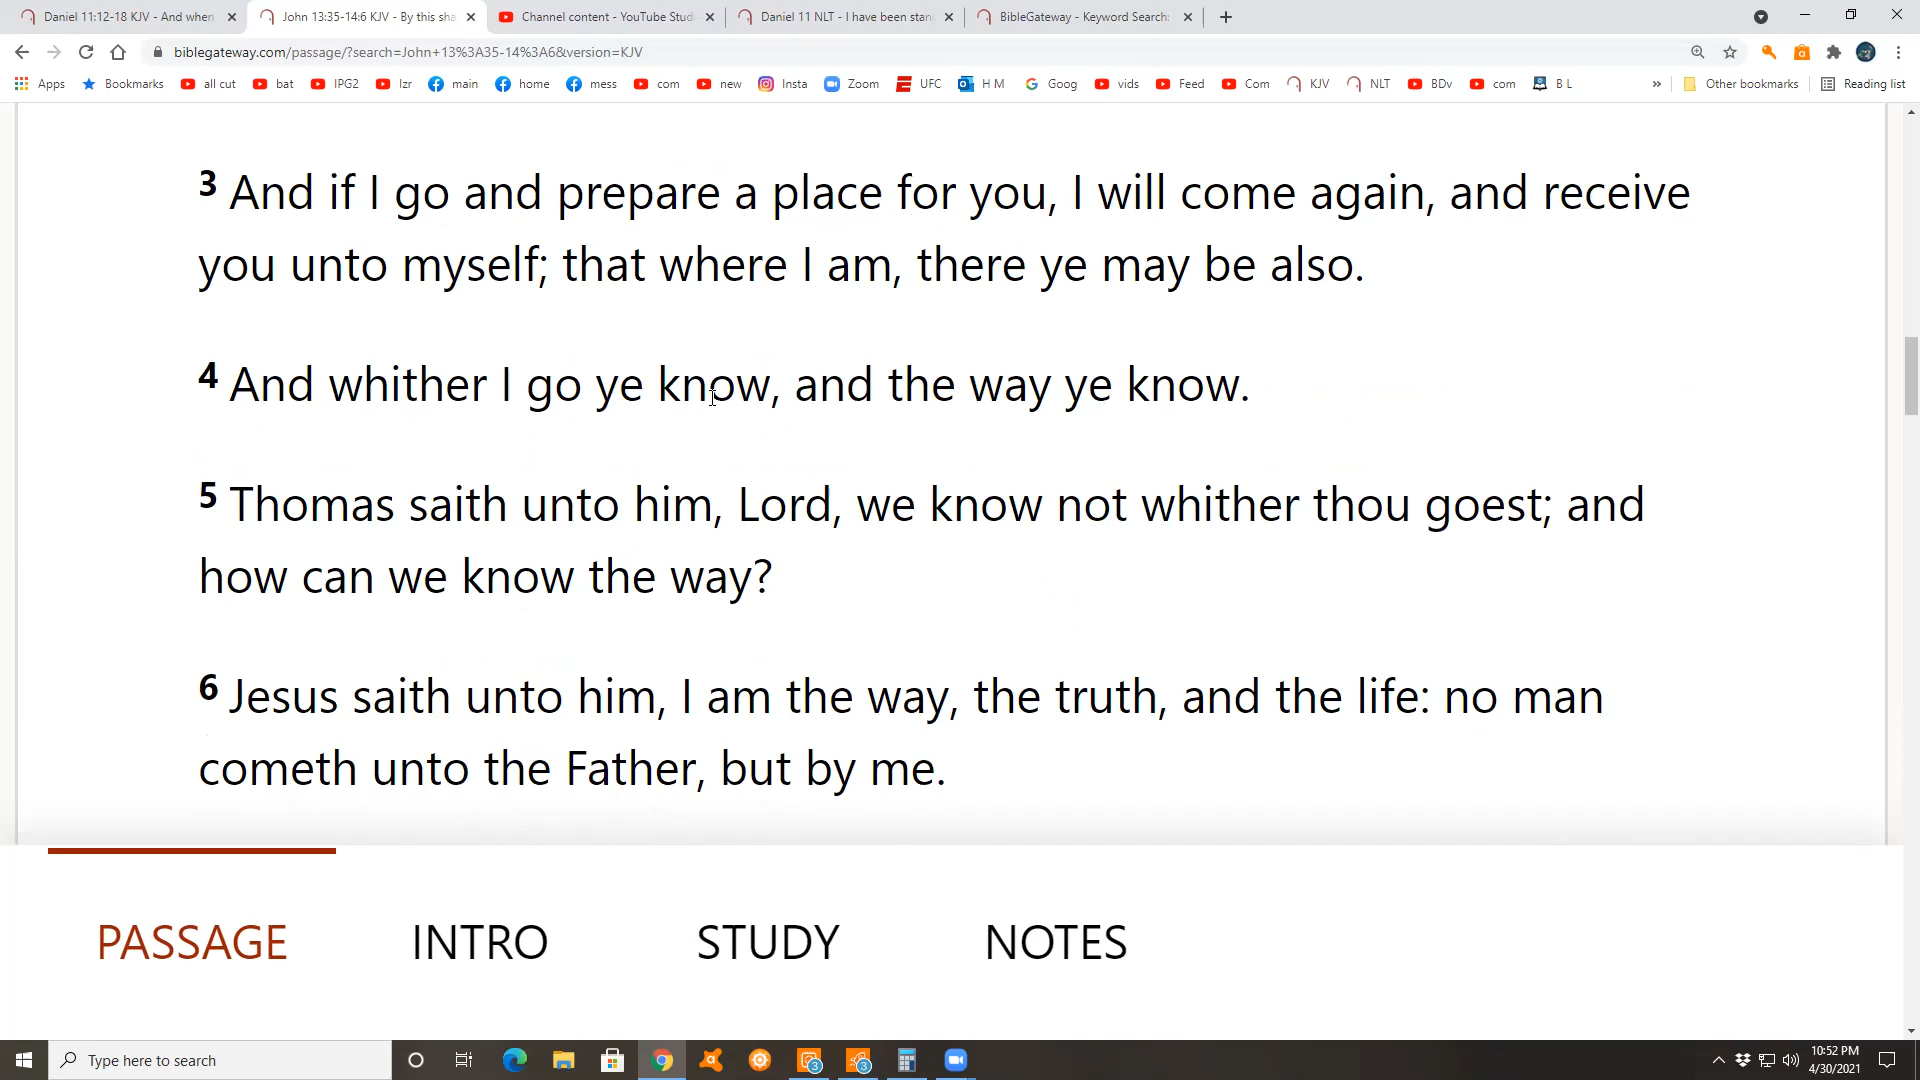 Daniel 11:12-18 KJV - And when
John 13:35-14:6 KJV - By this sha
Channel content - YouTube Studi
Daniel 11 NLT - I have been stan
BibleGateway - Keyword Search:
biblegateway.com/passage/?search=John+13%3A35-14%3A6&version=KJV
Apps Bookmarks all cut bat IPG2 lzr main home mess com new Insta Zoom UFC H M Goog vids Feed Com KJV NLT BDv com B L » Other bookmarks Reading list
3 And if I go and prepare a place for you, I will come again, and receive
you unto myself; that where I am, there ye may be also.
4 And whither I go ye know, and the way ye know.
5 Thomas saith unto him, Lord, we know not whither thou goest; and
how can we know the way?
6 Jesus saith unto him, I am the way, the truth, and the life: no man
cometh unto the Father, but by me.
PASSAGE INTRO STUDY NOTES
Type here to search
3 3
10:52 PM
4/30/2021